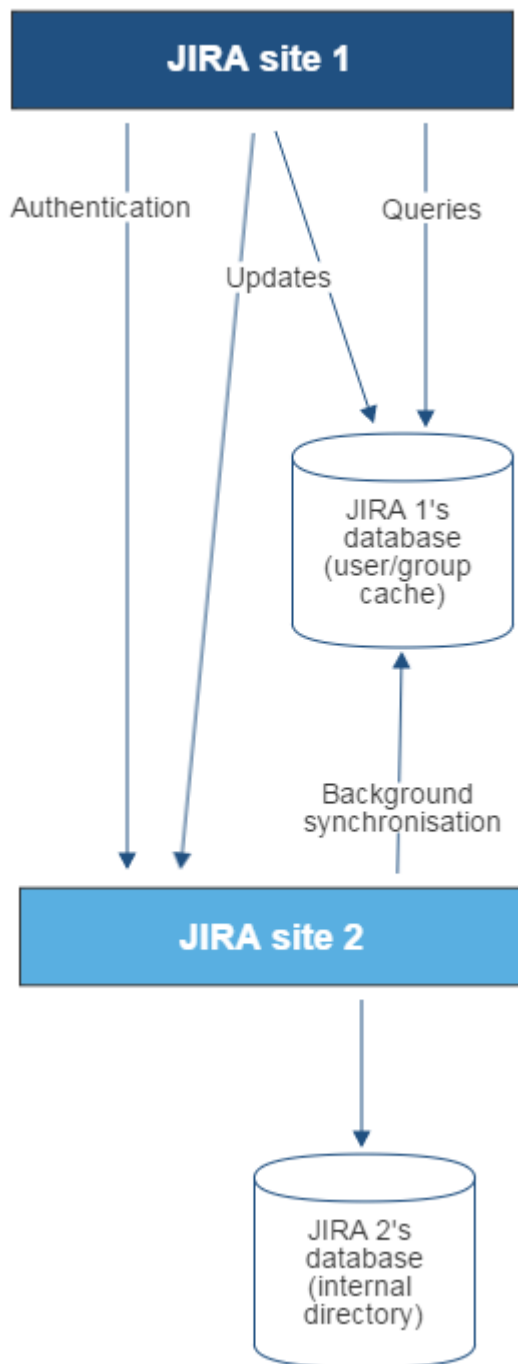 JIRA site 1
Authentication
Queries
Updates
JIRA 1's
database
(user/group
cache)
Background
synchronisation
JIRA site 2
JIRA 2's
database
(internal
directory)